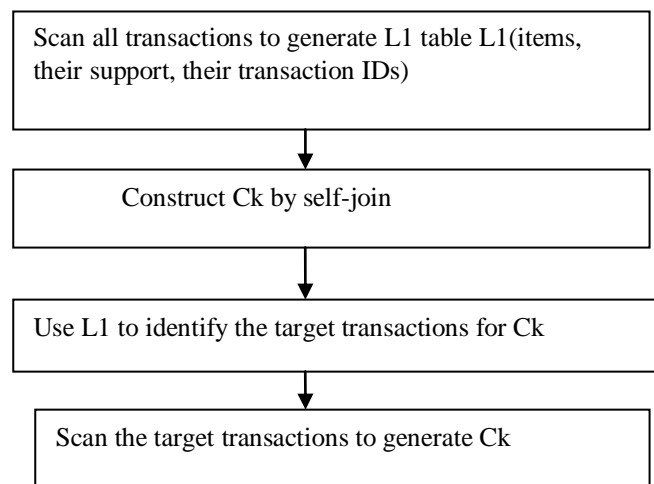 Scan all transactions to generate L1 table L1(items,
their support, their transaction IDs)
Construct Ck by self-join
Use L1 to identify the target transactions for Ck
Scan the target transactions to generate Ck